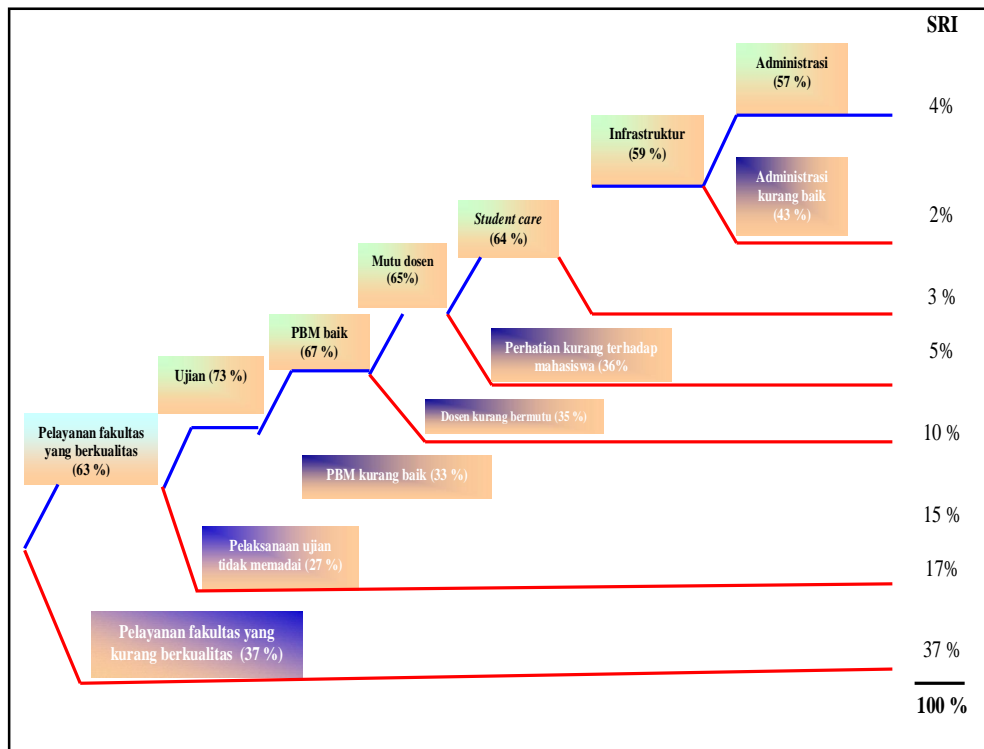 SRI
Administrasi
(57 %)
4%
Infrastruktur
(59 %)
Administrasi
kurang baik
(43 %)
2%
Student care
(64 %)
Mutu dosen
(65%)
3 %
PBM baik
(67 %)
Perhatian kurang terhadap
mahasiswa (36%
5%
Ujian (73 %)
Dosen kurang bermutu (35 %)
10 %
Pelayanan fakultas
yang berkualitas
(63 %)
PBM kurang baik (33 %)
15 %
Pelaksanaan ujian
tidak memadai (27 %)
17%
Pelayanan fakultas yang
kurang berkualitas  (37 %)
37 %
100 %